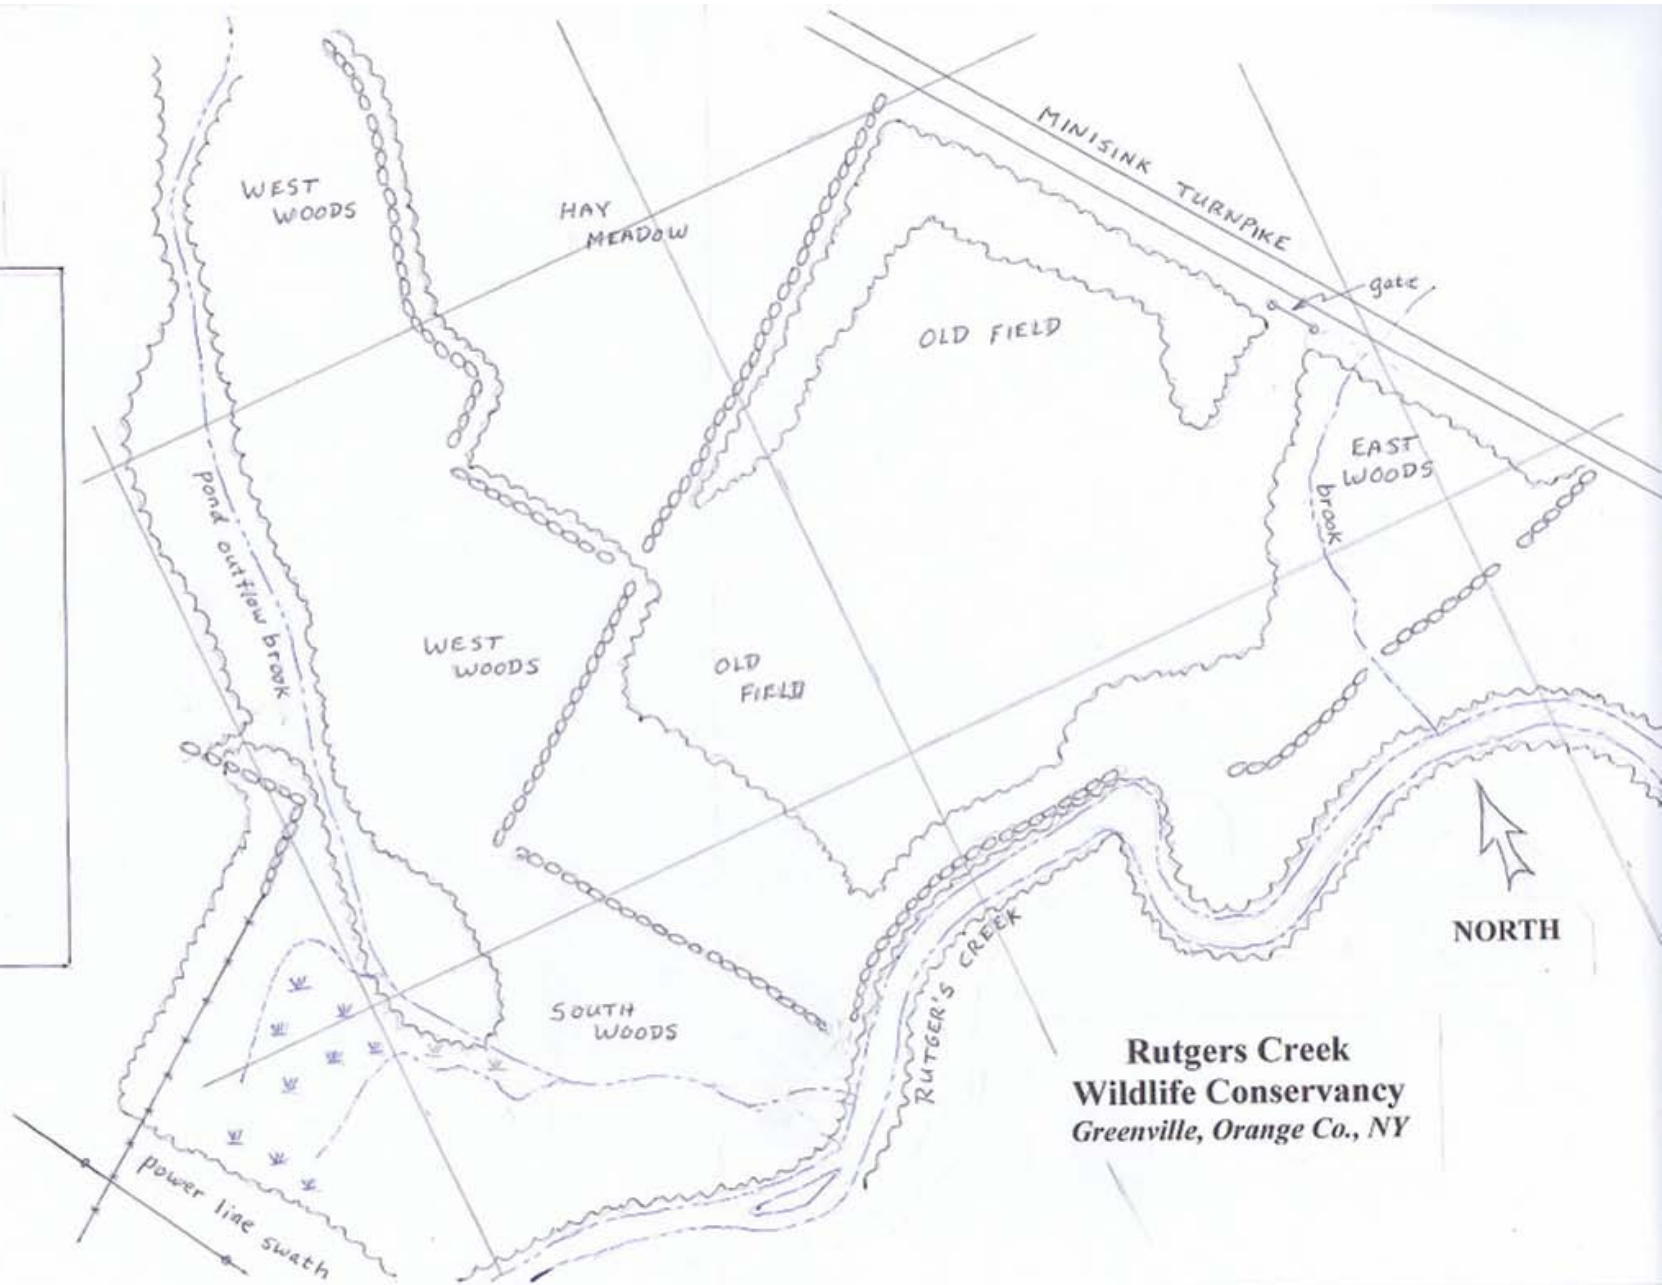 MINISINK TURNPIKE
WEST
WOODS
HAY
MEADOW
gate
OLD FIELD
EAST
WOODS
brook
pond outflow brook
WEST
WOODS
OLD
FIELD
SOUTH
WOODS
RUTGER'S CREEK
NORTH
Rutgers Creek
Wildlife Conservancy
Greenville, Orange Co., NY
power line swath